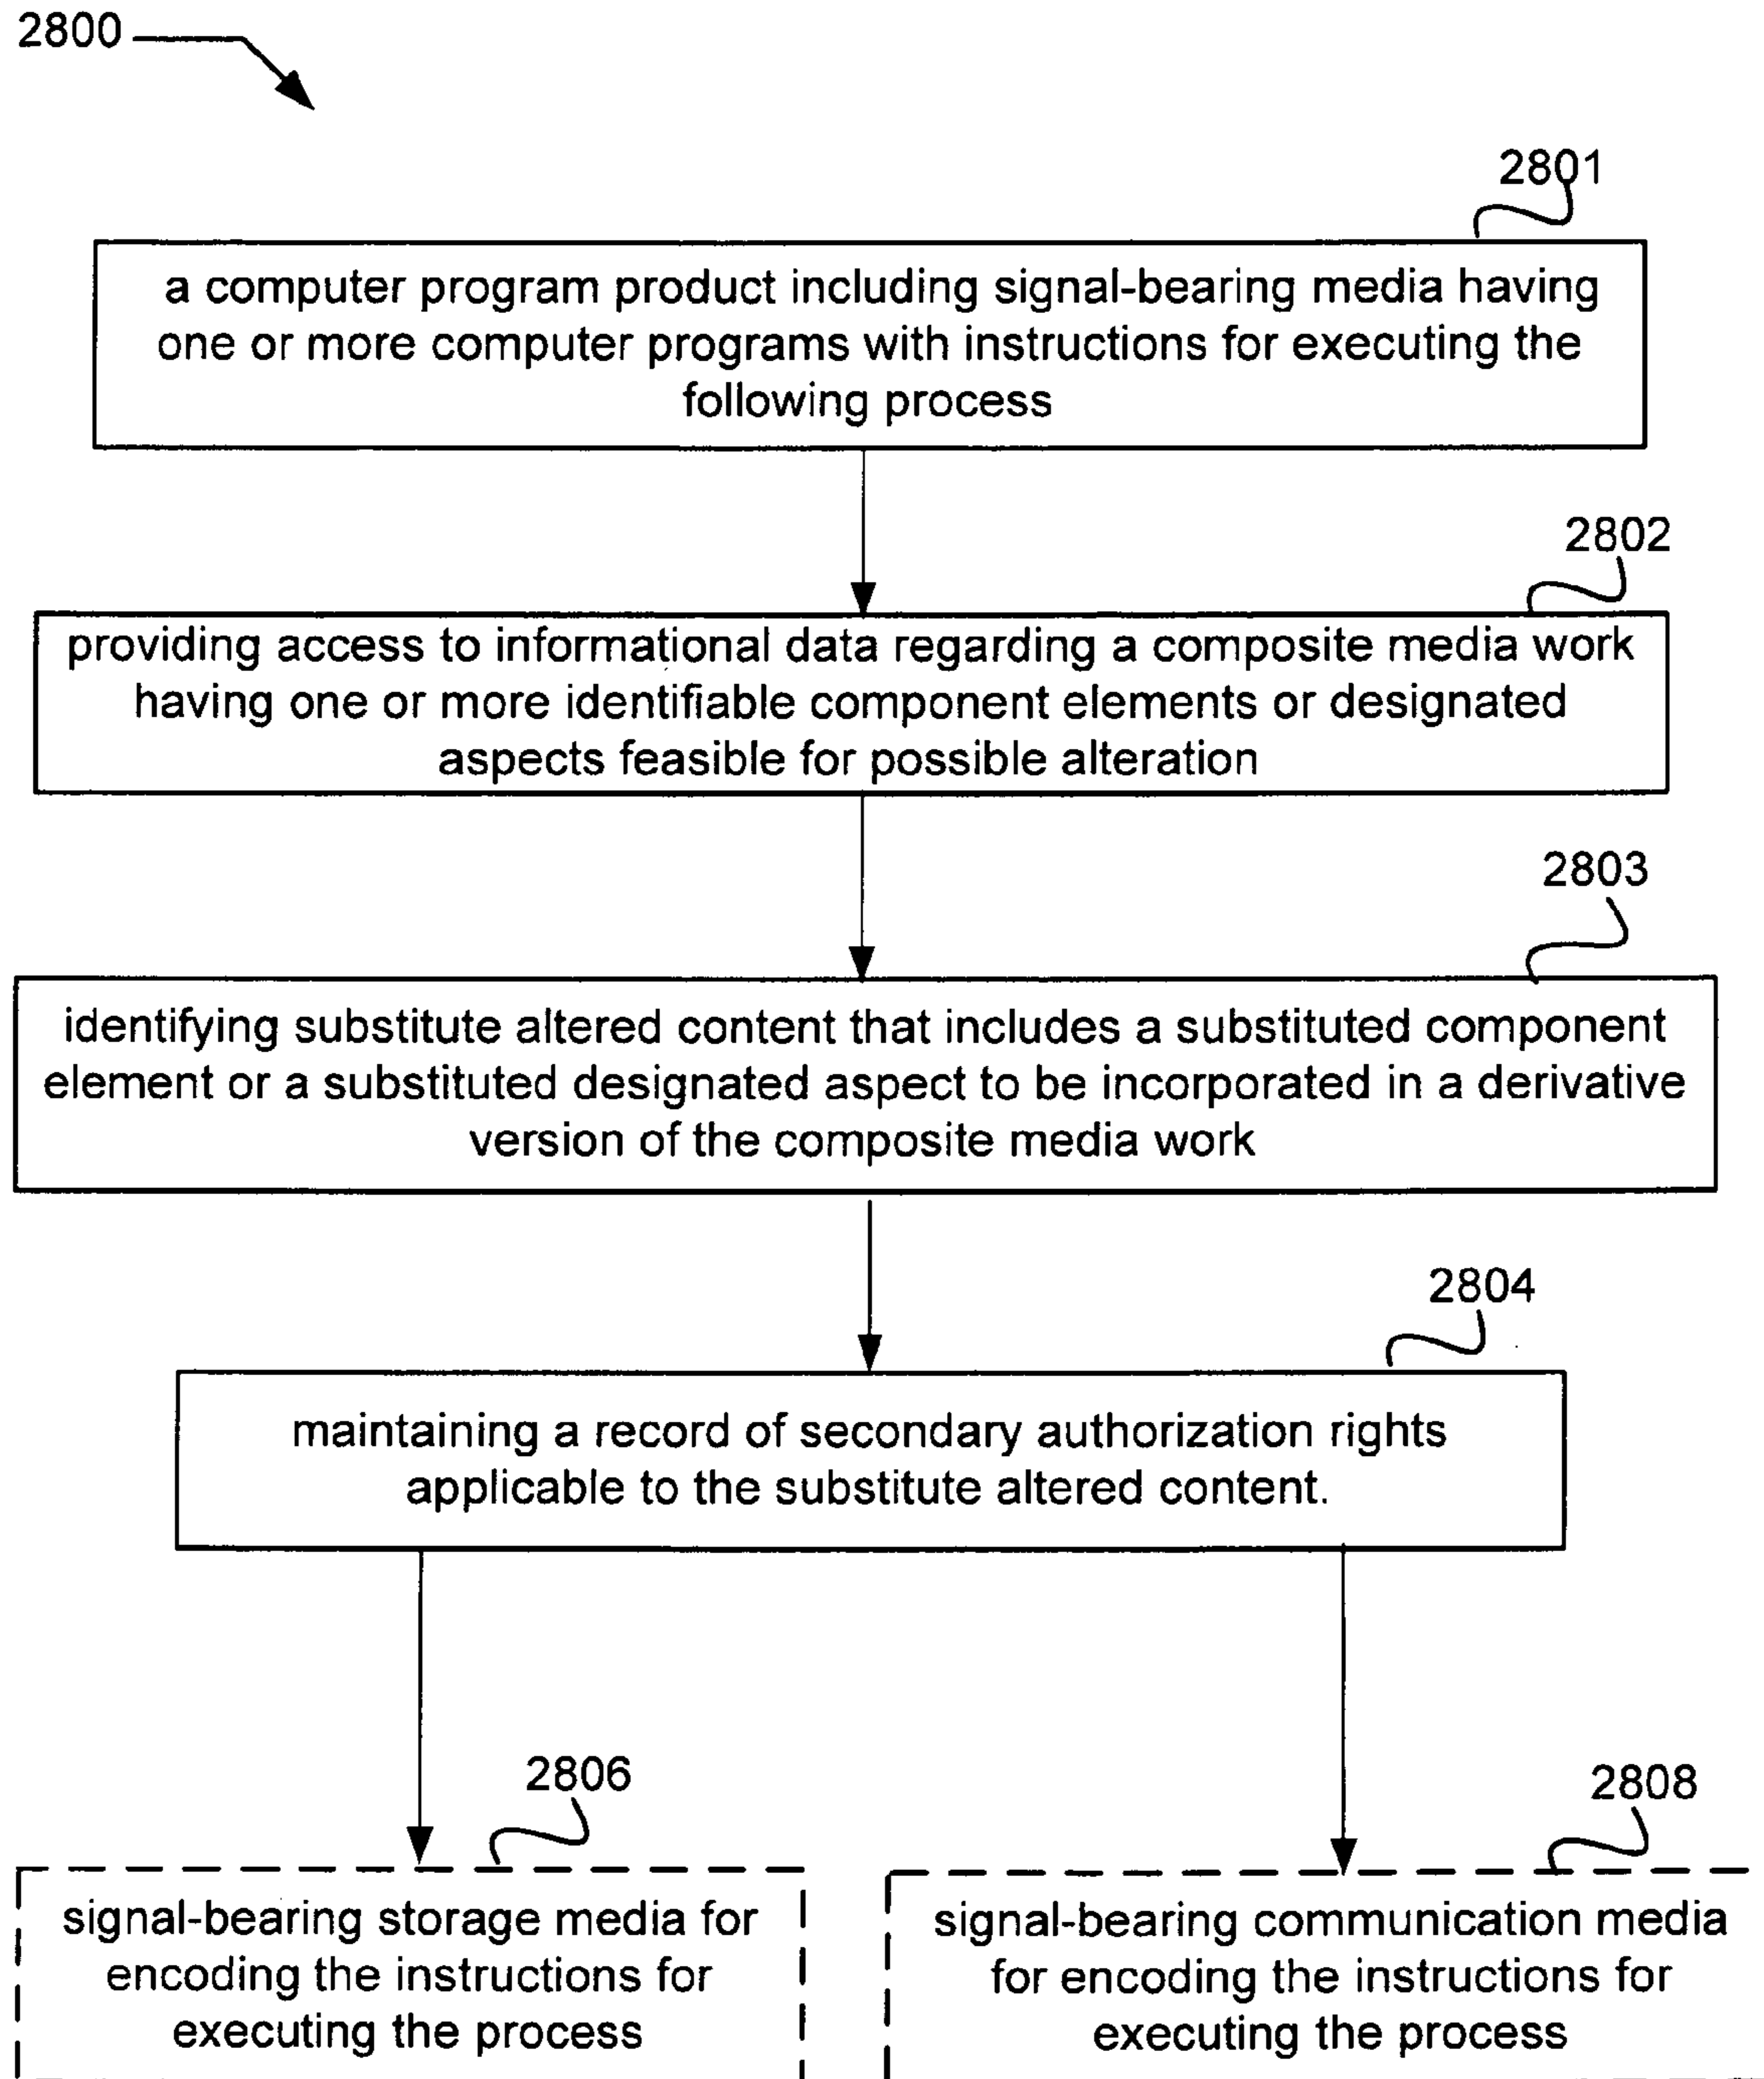 2800
2801
a computer program product including signal-bearing media having
one or more computer programs with instructions for executing the
following process
2802
providing access to informational data regarding a composite media work
having one or more identifiable component elements or designated
aspects feasible for possible alteration
2803
identifying substitute altered content that includes a substituted component
element or a substituted designated aspect to be incorporated in a derivative
version of the composite media work
2804
maintaining a record of secondary authorization rights
applicable to the substitute altered content.
2806
signal-bearing storage media for
encoding the instructions for
executing the process
2808
signal-bearing communication media
for encoding the instructions for
executing the process